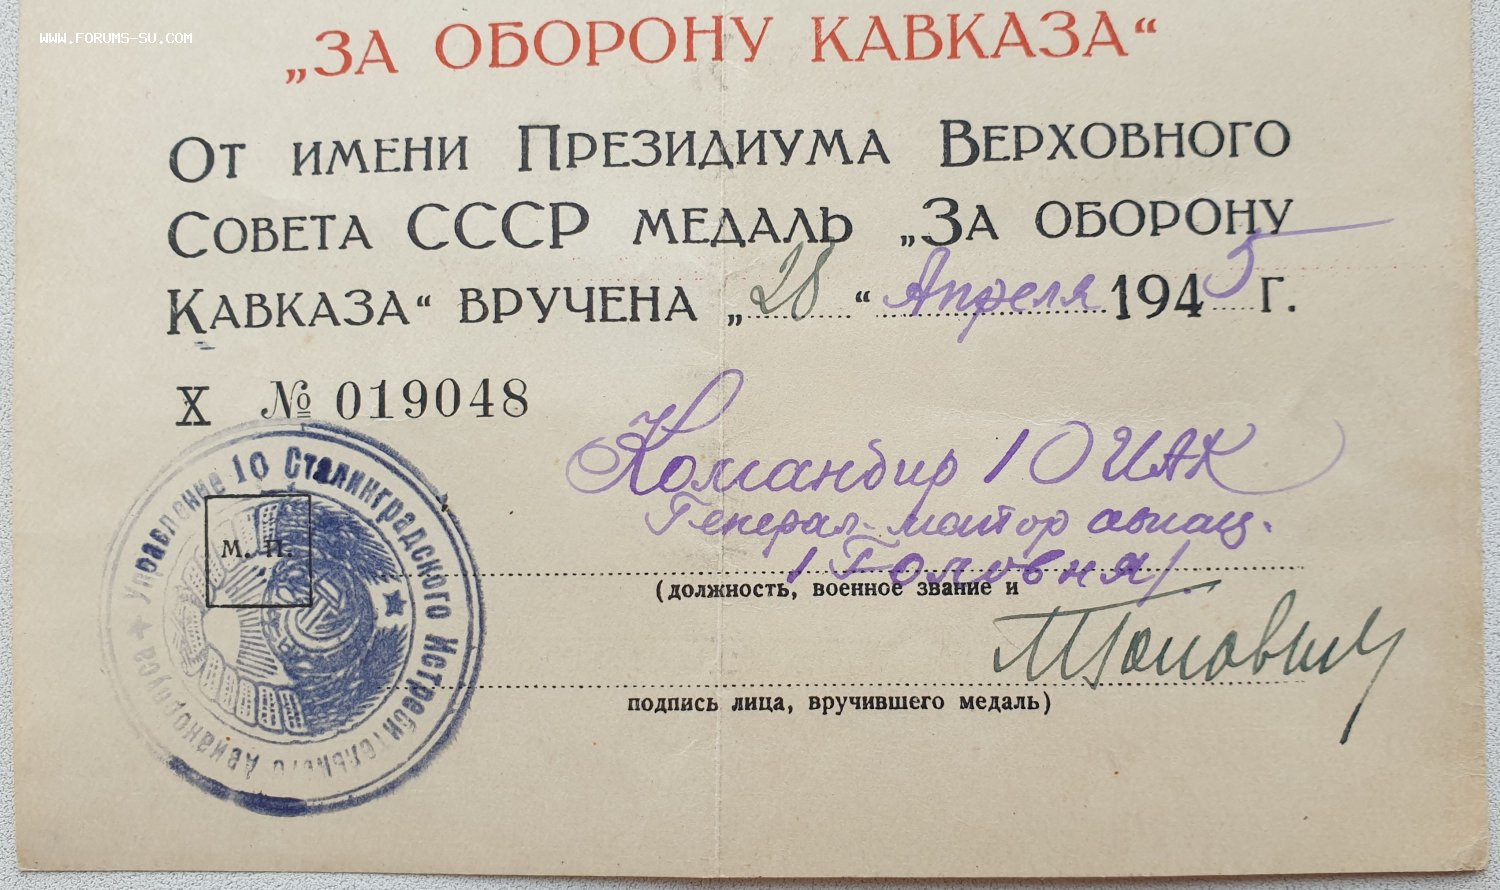 WWW.FORUMS-SU.COM
„ЗА ОБОРОНУ КАВКАЗА“
От имени Президиума Верховного
Совета СССР медаль „За оборону
Кавказа“ вручена „28“ Апреля 1945 г.
X № 019048
Управление 10 Сталинградского Истребительного Авиакорпуса
М. П.
Командир 10 ИАК
Генерал-майор авиац.
/Головня/
(должность, военное звание и
Головня
подпись лица, вручившего медаль)